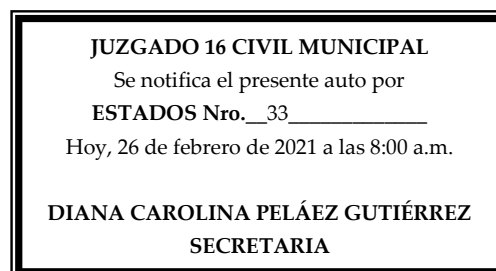 JUZGADO 16 CIVIL MUNICIPAL
Se notifica el presente auto por
ESTADOS Nro.__33______________
Hoy, 26 de febrero de 2021 a las 8:00 a.m.
DIANA CAROLINA PELÁEZ GUTIÉRREZ
SECRETARIA